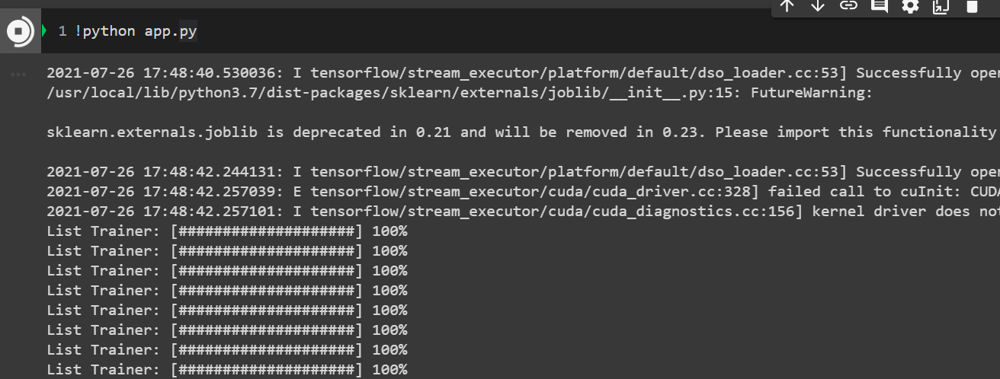 1 !python app.py
2021-07-26 17:48:40.530036: I tensorflow/stream_executor/platform/default/dso_loader.cc:53] Successfully
/usr/local/lib/python3.7/dist-packages/sklearn/externals/joblib/__init__.py:15: FutureWarning:
sklearn.externals.joblib is deprecated in 0.21 and will be removed in 0.23. Please import this functionality
2021-07-26 17:48:42.244131: I tensorflow/stream_executor/platform/default/dso_loader.cc:53] Successfully
2021-07-26 17:48:42.257039: E tensorflow/stream_executor/cuda/cuda_driver.cc:328] failed call to cuInit: CUDA
2021-07-26 17:48:42.257101: I tensorflow/stream_executor/cuda/cuda_diagnostics.cc:156] kernel driver does not
List Trainer: [####################] 100%
List Trainer: [####################] 100%
List Trainer: [####################] 100%
List Trainer: [####################] 100%
List Trainer: [####################] 100%
List Trainer: [####################] 100%
List Trainer: [####################] 100%
List Trainer: [####################] 100%